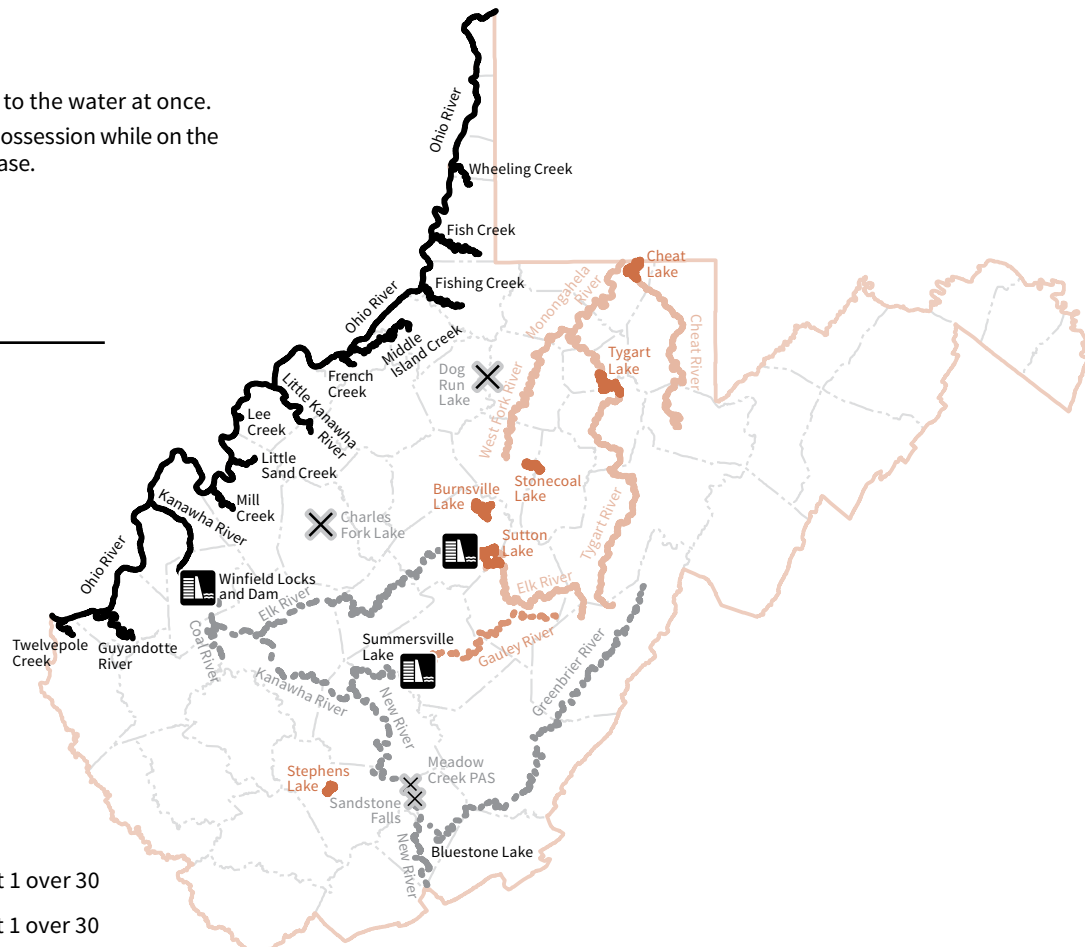 to the water at once.
ossession while on the
ase.
Ohio River
Wheeling Creek
Fish Creek
Fishing Creek
Ohio River
Middle
Island Creek
French
Creek
Cheat
Lake
Monongahela
River
Cheat River
Tygart
Lake
Dog
Run
Lake
West Fork River
Little Kanawha
River
Lee
Creek
Little
Sand Creek
Mill
Creek
Kanawha River
Stonecoal
Lake
Burnsville
Lake
Charles
Fork Lake
Sutton
Lake
Tygart River
Ohio River
Winfield Locks
and Dam
Elk River
Elk River
Twelvepole
Creek
Guyandotte
River
Coal River
Summersville
Lake
Gauley River
Greenbrier River
Kanawha River
New River
Meadow
Creek PAS
Stephens
Lake
Sandstone
Falls
New River
Bluestone Lake
t 1 over 30
t 1 over 30